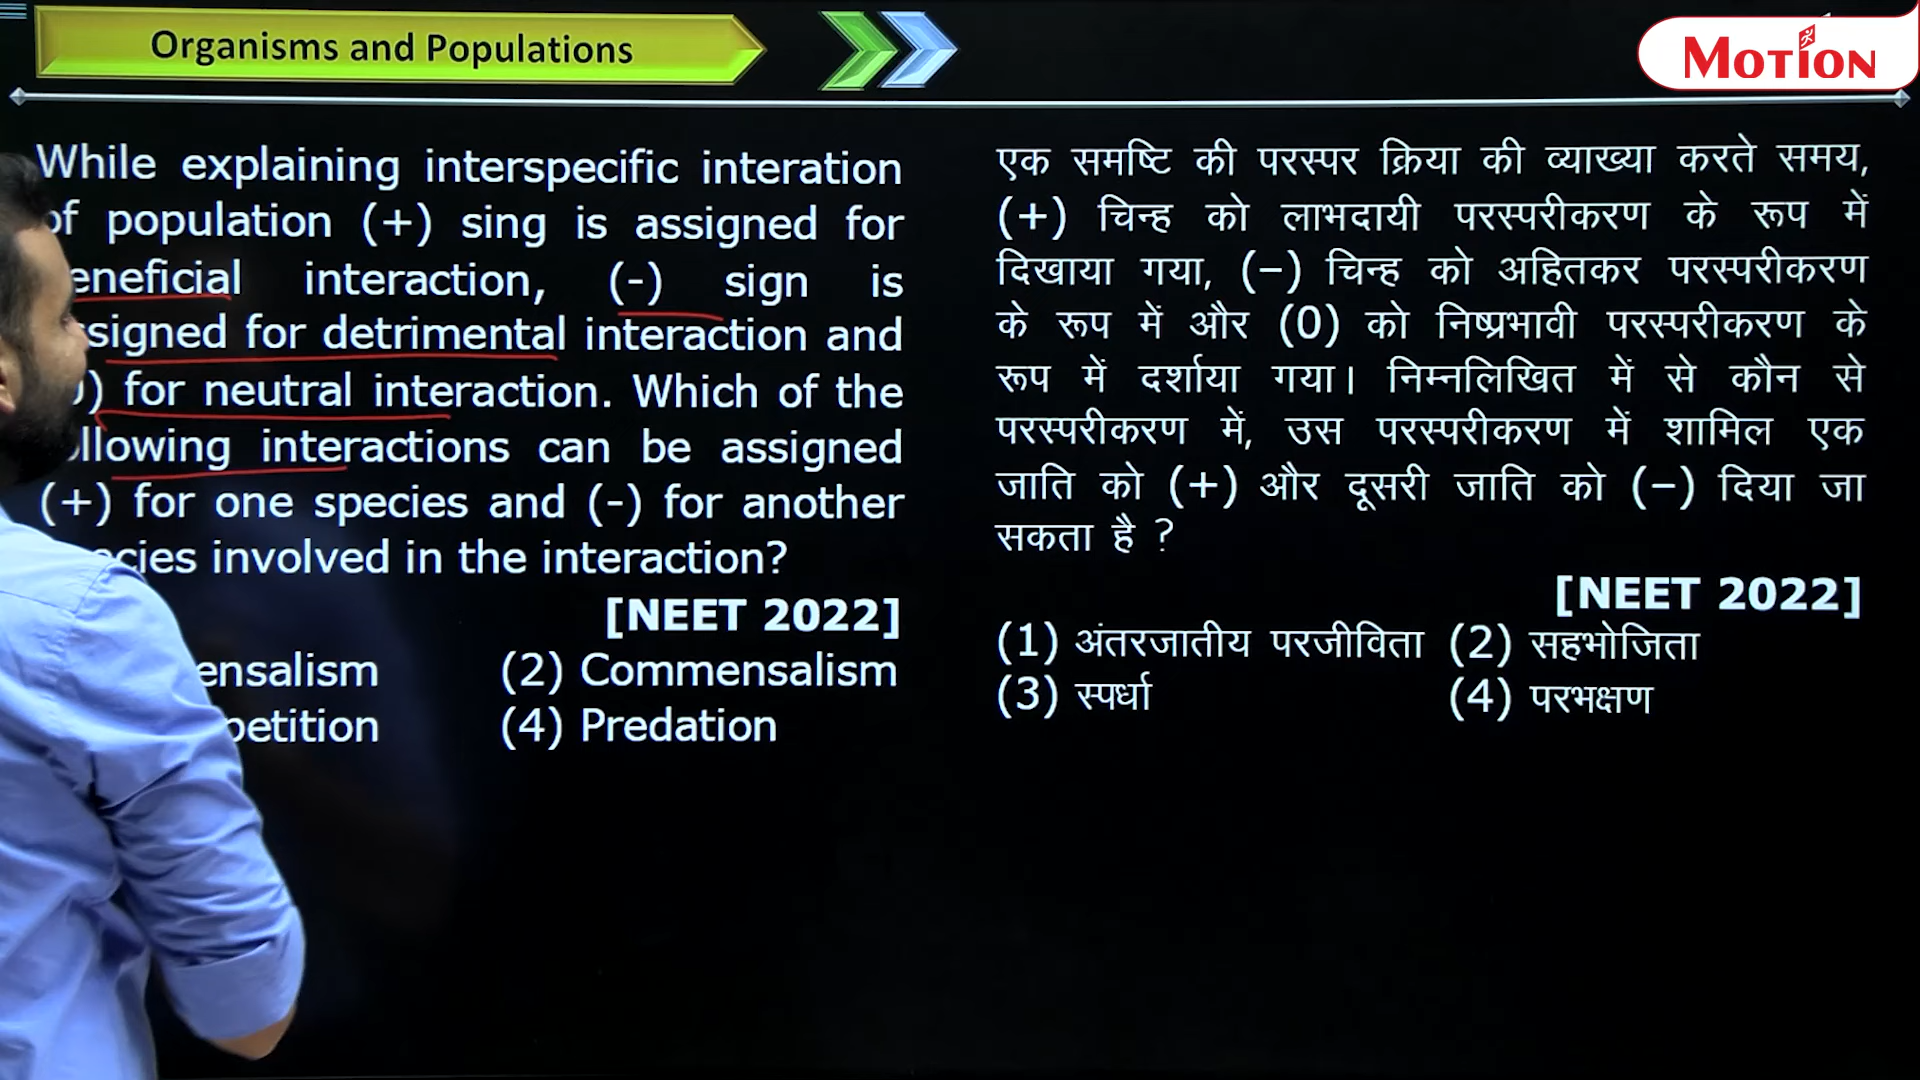 Organisms and Populations
MOTION
While explaining interspecific interation
of population (+) sing is assigned for
eneficial interaction, (-) sign is
ssigned for detrimental interaction and
) for neutral interaction. Which of the
llowing interactions can be assigned
(+) for one species and (-) for another
ecies involved in the interaction?
[NEET 2022]
ensalism (2) Commensalism
petition (4) Predation
एक समष्टि की परस्पर क्रिया की व्याख्या करते समय,
(+) चिन्ह को लाभदायी परस्परीकरण के रूप में
दिखाया गया, (–) चिन्ह को अहितकर परस्परीकरण
के रूप में और (0) को निष्प्रभावी परस्परीकरण के
रूप में दर्शाया गया। निम्नलिखित में से कौन से
परस्परीकरण में, उस परस्परीकरण में शामिल एक
जाति को (+) और दूसरी जाति को (–) दिया जा
सकता है ?
[NEET 2022]
(1) अंतरजातीय परजीविता (2) सहभोजिता
(3) स्पर्धा (4) परभक्षण